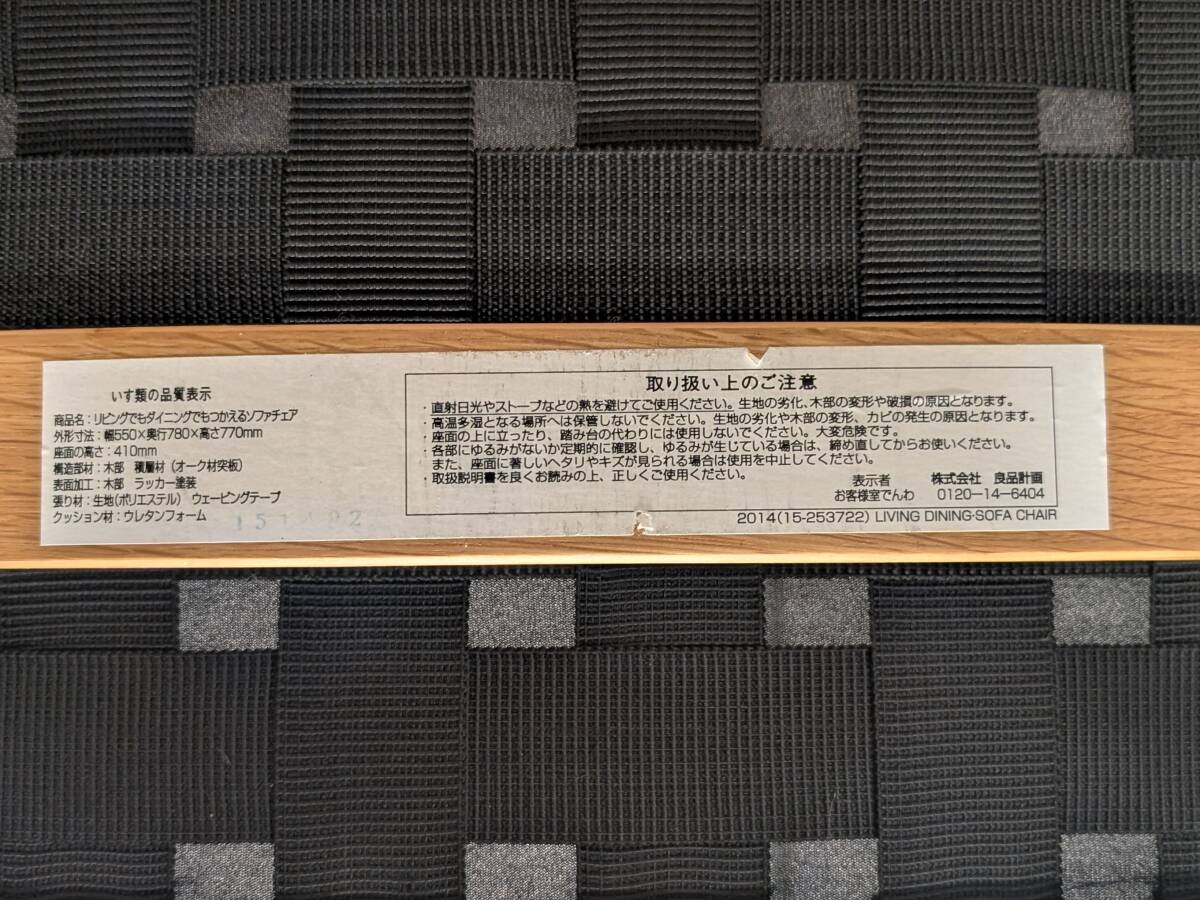 いす類の品質表示
商品名：リビングでもダイニングでもつかえるソファチェア
外形寸法：幅550×奥行780×高さ770mm
座面の高さ：410mm
構造部材：木部 積層材（オーク材突板）
表面加工：木部 ラッカー塗装
張り材：生地（ポリエステル） ウェービングテープ
クッション材：ウレタンフォーム
取り扱い上のご注意
・直射日光やストーブなどの熱を避けてご使用ください。生地の劣化、木部の変形や破損の原因となります。
・高温多湿となる場所へは保管しないでください。生地の劣化や木部の変形、カビの発生の原因となります。
・座面の上に立ったり、踏み台の代わりには使用しないでください。大変危険です。
・各部にゆるみがないか定期的に確認し、ゆるみが生じている場合は、締め直してからお使いください。
また、座面に著しいヘタリやキズが見られる場合は使用を中止してください。
・取扱説明書を良くお読みの上、正しくご使用ください。
表示者 株式会社 良品計画
お客様室でんわ 0120-14-6404
2014(15-253722) LIVING DINING・SOFA CHAIR